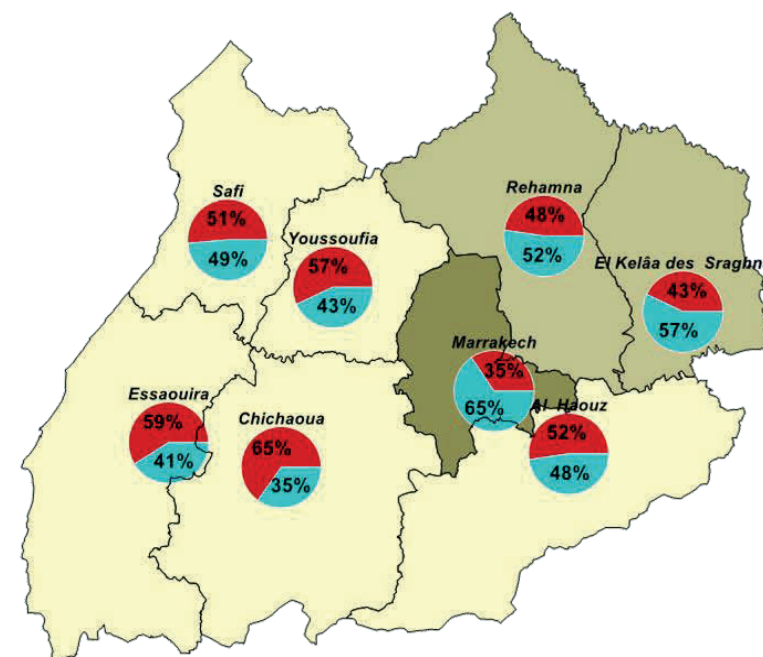 Safi
51%
49%
Youssoufia
57%
43%
Rehamna
48%
52%
El Kelâa des Sraghn
43%
57%
Marrakech
35%
65%
Al Haouz
52%
48%
Essaouira
59%
41%
Chichaoua
65%
35%